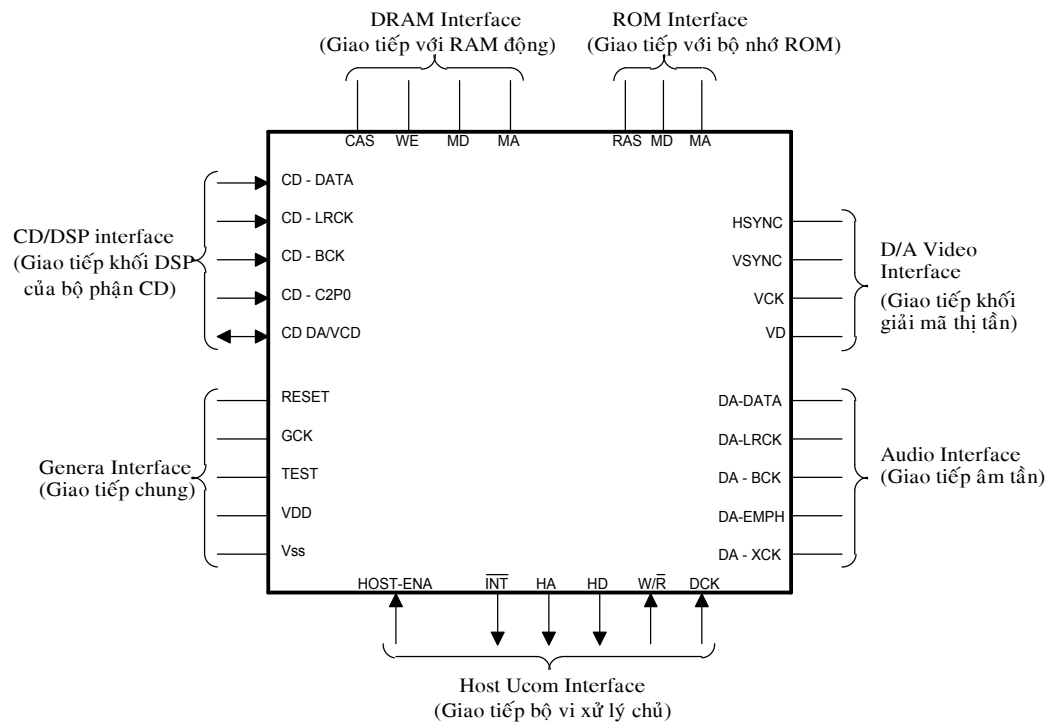 DRAM Interface
(Giao tiếp với RAM động)
ROM Interface
(Giao tiếp với bộ nhớ ROM)
CAS WE MD MA
RAS MD MA
CD/DSP interface
(Giao tiếp khối DSP
của bộ phận CD)
CD - DATA
CD - LRCK
CD - BCK
CD - C2P0
CD DA/VCD
HSYNC
VSYNC
VCK
VD
D/A Video
Interface
(Giao tiếp khối
giải mã thị tần)
Genera Interface
(Giao tiếp chung)
RESET
GCK
TEST
VDD
Vss
DA-DATA
DA-LRCK
DA - BCK
DA-EMPH
DA - XCK
Audio Interface
(Giao tiếp âm tần)
HOST-ENA I̅N̅T̅ HA HD W/R̅ DCK
Host Ucom Interface
(Giao tiếp bộ vi xử lý chủ)